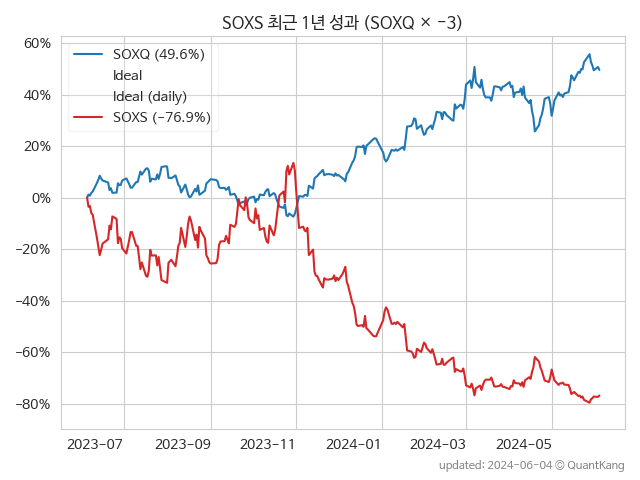 SOXS 최근 1년 성과 (SOXQ × −3)
60%
40%
20%
0%
−20%
−40%
−60%
−80%
SOXQ (49.6%)
Ideal
Ideal (daily)
SOXS (−76.9%)
2023-07
2023-09
2023-11
2024-01
2024-03
2024-05
updated: 2024-06-04 © QuantKang